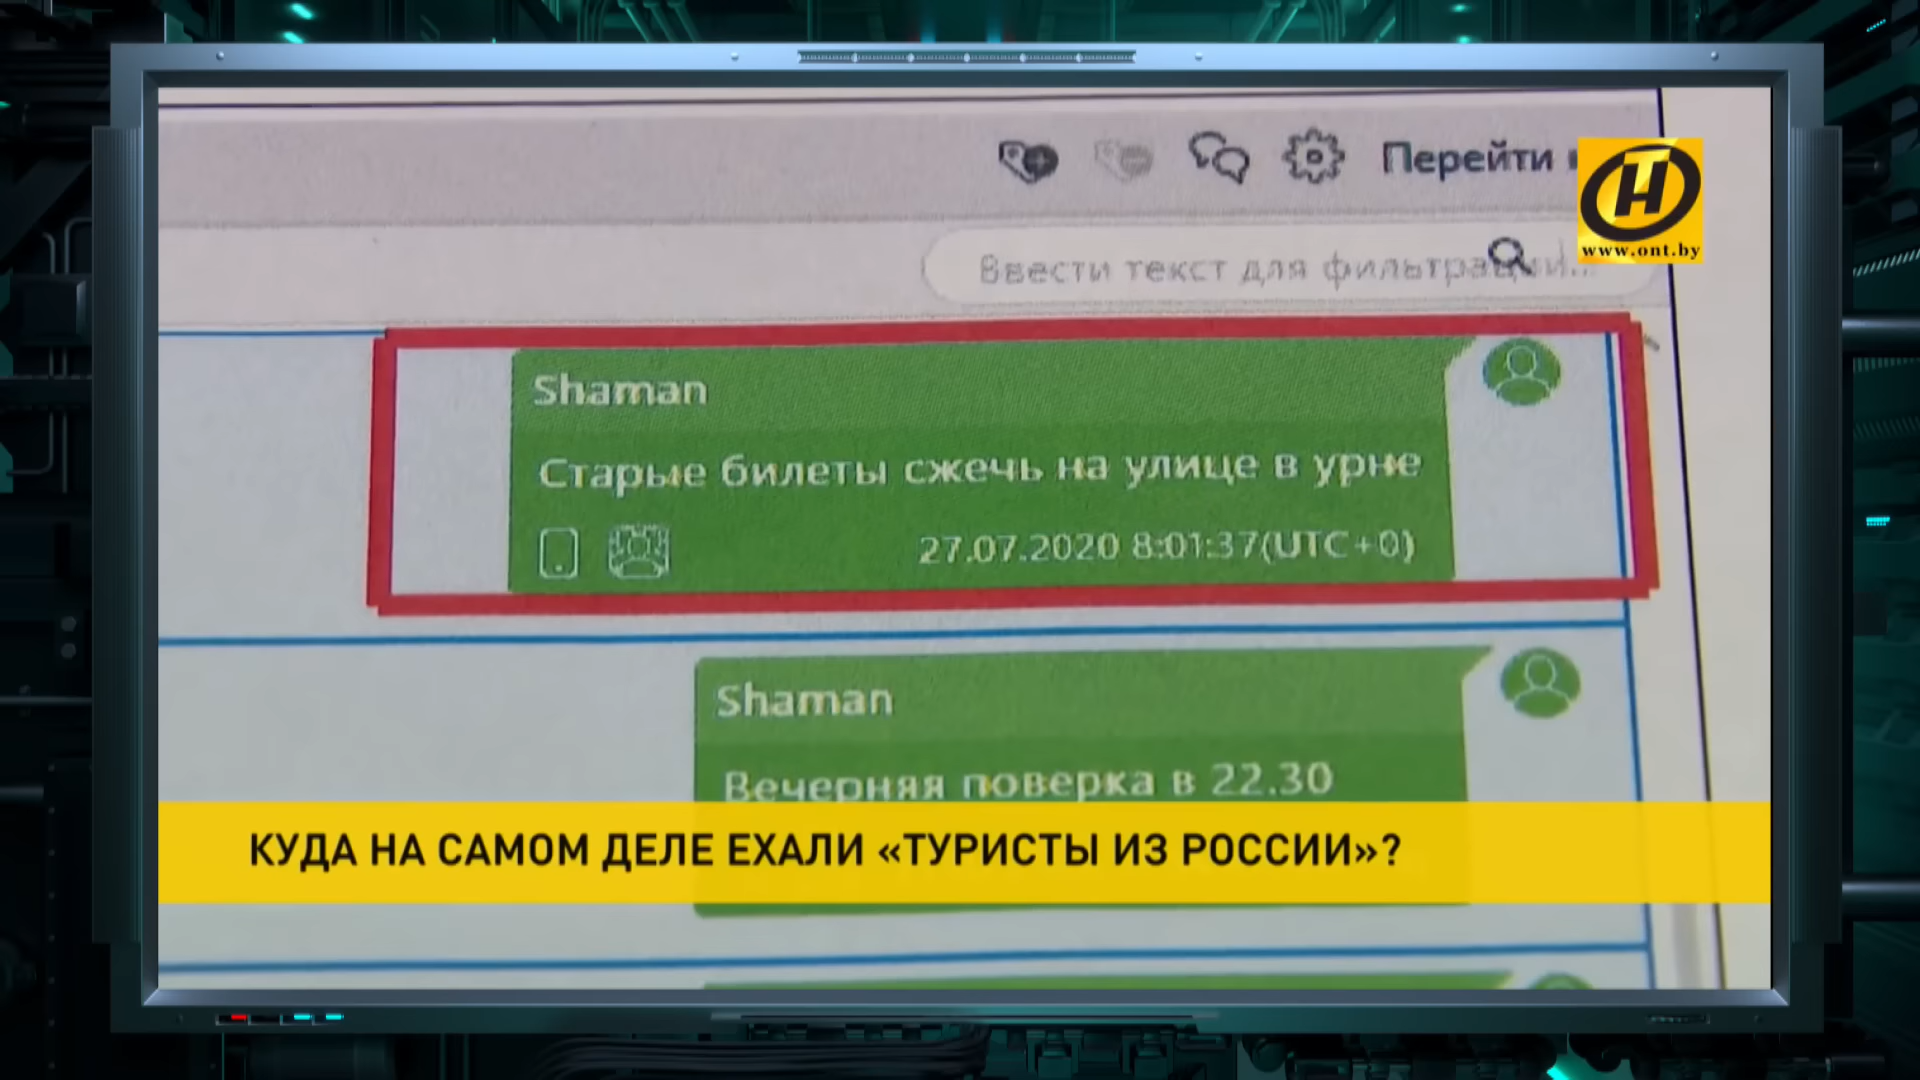 Перейти
Ввести текст для фильтрации...
ОНТ
www.ont.by
Shaman
Старые билеты сжечь на улице в урне
27.07.2020 8:01:37(UTC+0)
Shaman
Вечерняя поверка в 22.30
КУДА НА САМОМ ДЕЛЕ ЕХАЛИ «ТУРИСТЫ ИЗ РОССИИ»?